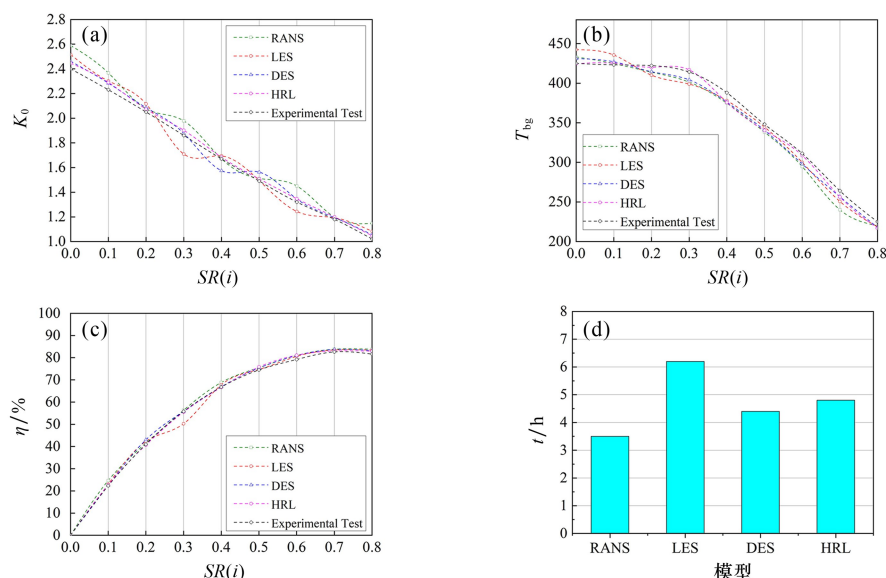 (a)
K₀
2.8
2.6
2.4
2.2
2.0
1.8
1.6
1.4
1.2
1.0
RANS
LES
DES
HRL
Experimental Test
0.0 0.1 0.2 0.3 0.4 0.5 0.6 0.7 0.8
SR(i)
(b)
T_bg
450
400
350
300
250
200
RANS
LES
DES
HRL
Experimental Test
0.0 0.1 0.2 0.3 0.4 0.5 0.6 0.7 0.8
SR(i)
(c)
η/%
100
90
80
70
60
50
40
30
20
10
0
RANS
LES
DES
HRL
Experimental Test
0.0 0.1 0.2 0.3 0.4 0.5 0.6 0.7 0.8
SR(i)
(d)
t/h
8
7
6
5
4
3
2
1
0
RANS LES DES HRL
模型